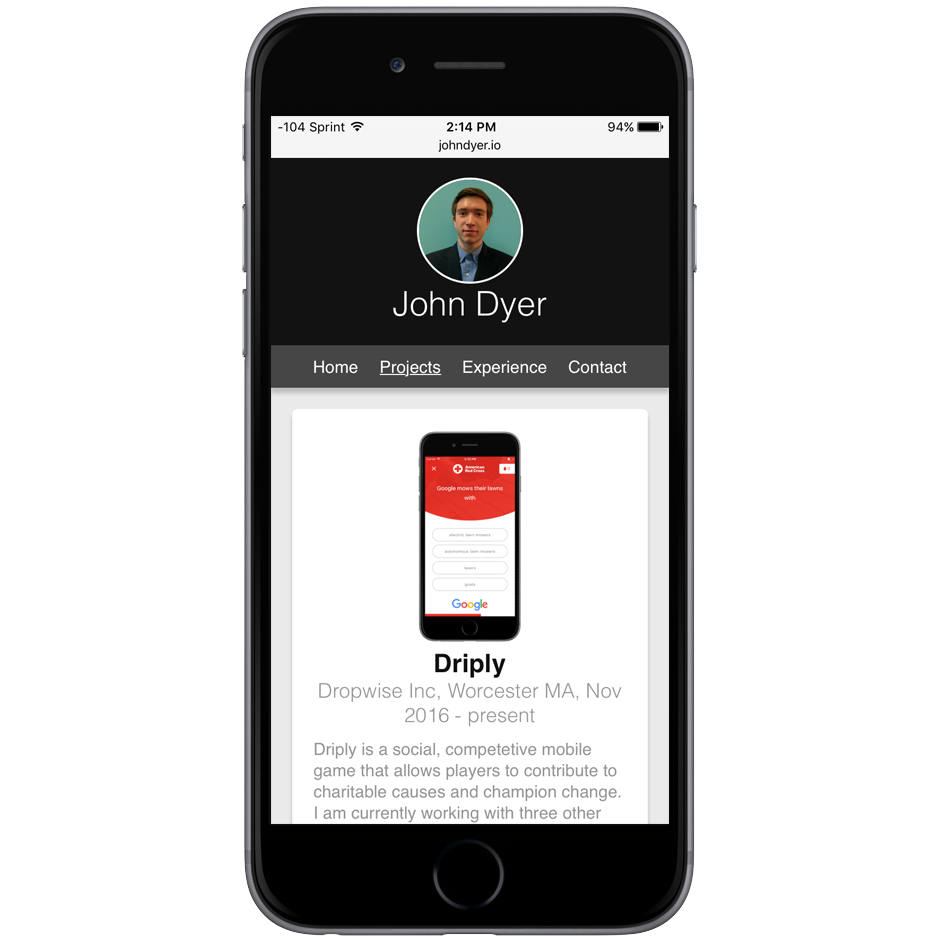 -104 Sprint 2:14 PM 94%
johndyer.io
John Dyer
Home Projects Experience Contact
American
Red Cross
Google mows their lawns
with
electric lawn mowers
autonomous lawn mowers
goats
Google
Driply
Dropwise Inc, Worcester MA, Nov
2016 - present
Driply is a social, competetive mobile
game that allows players to contribute to
charitable causes and champion change.
I am currently working with three other